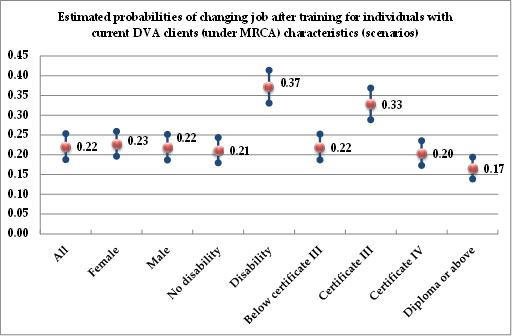 Estimated probabilities of changing job after training for individuals with
current DVA clients (under MRCA) characteristics (scenarios)
0.45
0.40
0.35
0.30
0.25
0.20
0.15
0.10
0.05
0.00
0.22
0.23
0.22
0.21
0.37
0.22
0.33
0.20
0.17
All
Female
Male
No disability
Disability
Below certificate III
Certificate III
Certificate IV
Diploma or above